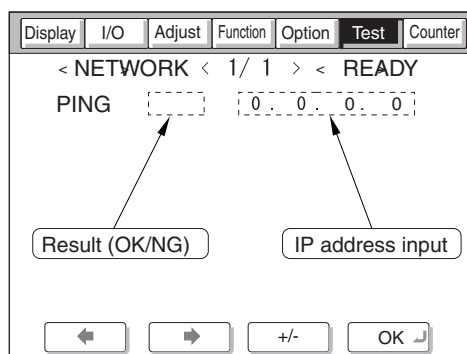 Display I/O Adjust Function Option Test Counter
< NETWORK < 1/ 1 > < READY
PING 0. 0. 0. 0
Result (OK/NG) IP address input
+/- OK